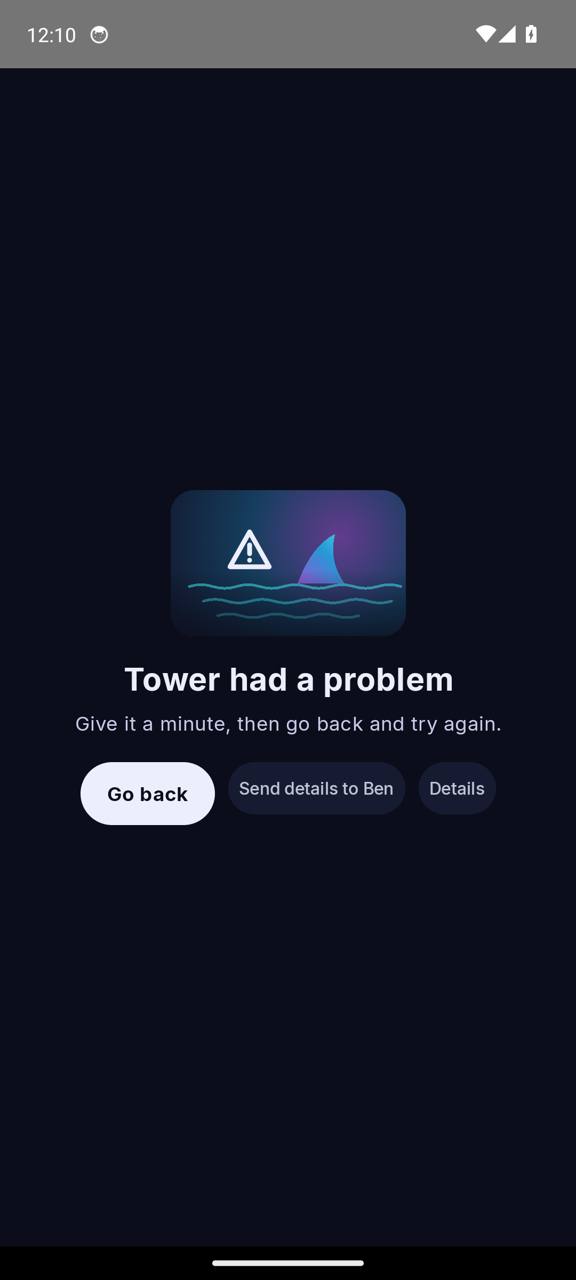 12:10
Tower had a problem
Give it a minute, then go back and try again.
Go back
Send details to Ben
Details